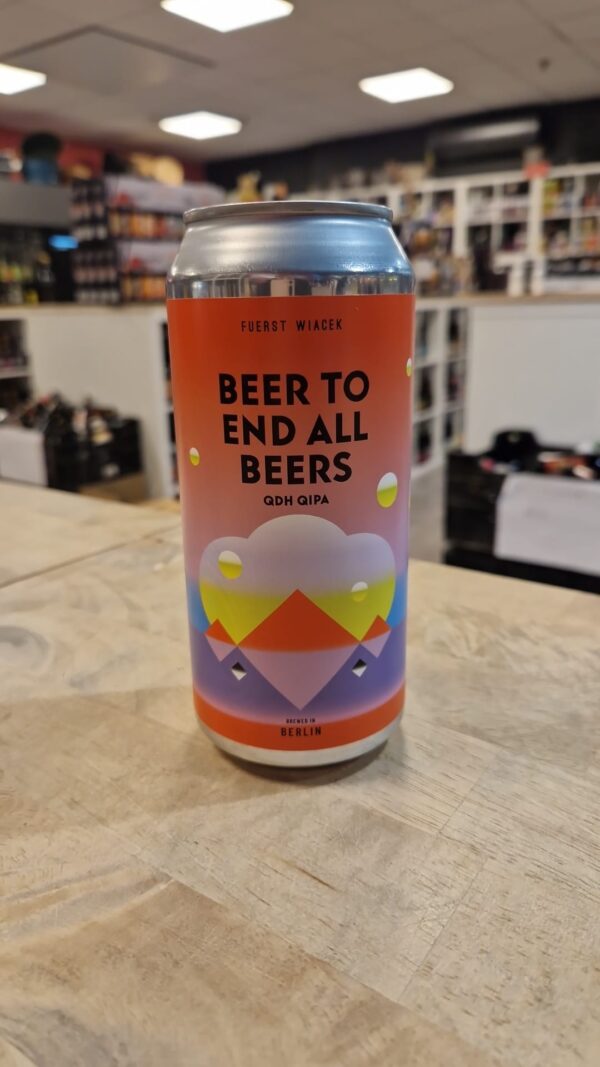 FUERST WIACEK
BEER TO
END ALL
BEERS
QDH QIPA
BREWED IN
BERLIN